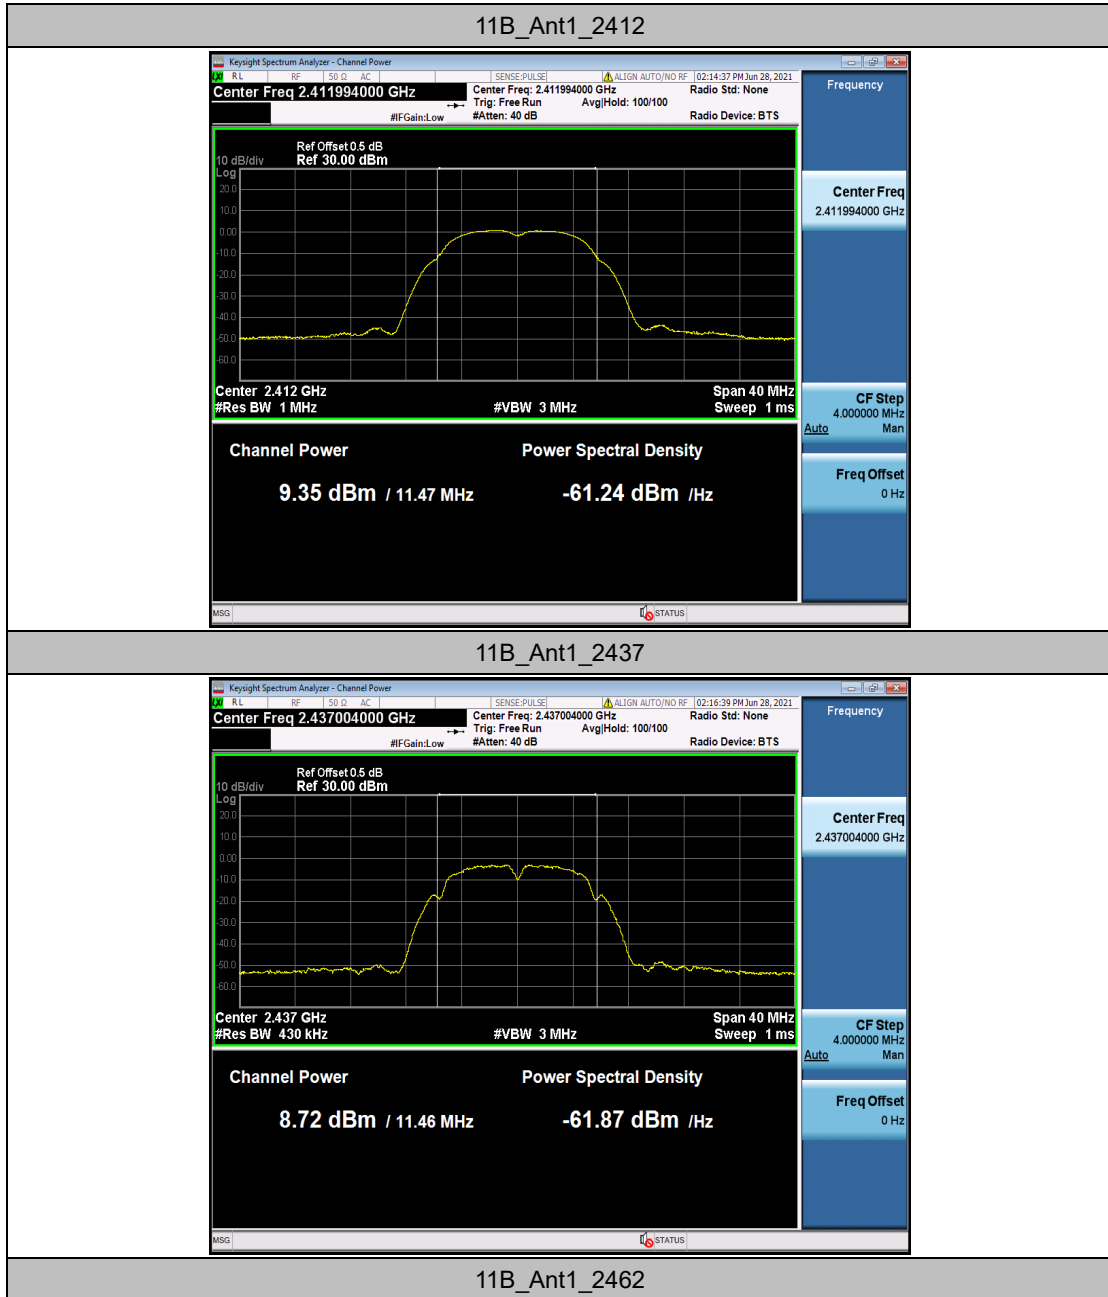 11B_Ant1_2412
Keysight Spectrum Analyzer - Channel Power
LXI RL RF 50 Ω AC SENSE:PULSE ALIGN AUTO/NO RF 02:14:37 PM Jun 28, 2021
Center Freq 2.411994000 GHz
Center Freq: 2.411994000 GHz Radio Std: None
Trig: Free Run Avg|Hold: 100/100
#IFGain:Low #Atten: 40 dB Radio Device: BTS
Frequency
Ref Offset 0.5 dB
10 dB/div Ref 30.00 dBm
Log
20.0
10.0
0.00
-10.0
-20.0
-30.0
-40.0
-50.0
-60.0
Center 2.412 GHz Span 40 MHz
#Res BW 1 MHz #VBW 3 MHz Sweep 1 ms
Center Freq
2.411994000 GHz
CF Step
4.000000 MHz
Auto Man
Freq Offset
0 Hz
Channel Power Power Spectral Density
9.35 dBm / 11.47 MHz -61.24 dBm /Hz
MSG STATUS
11B_Ant1_2437
Keysight Spectrum Analyzer - Channel Power
LXI RL RF 50 Ω AC SENSE:PULSE ALIGN AUTO/NO RF 02:16:39 PM Jun 28, 2021
Center Freq 2.437004000 GHz
Center Freq: 2.437004000 GHz Radio Std: None
Trig: Free Run Avg|Hold: 100/100
#IFGain:Low #Atten: 40 dB Radio Device: BTS
Frequency
Ref Offset 0.5 dB
10 dB/div Ref 30.00 dBm
Log
20.0
10.0
0.00
-10.0
-20.0
-30.0
-40.0
-50.0
-60.0
Center 2.437 GHz Span 40 MHz
#Res BW 430 kHz #VBW 3 MHz Sweep 1 ms
Center Freq
2.437004000 GHz
CF Step
4.000000 MHz
Auto Man
Freq Offset
0 Hz
Channel Power Power Spectral Density
8.72 dBm / 11.46 MHz -61.87 dBm /Hz
MSG STATUS
11B_Ant1_2462